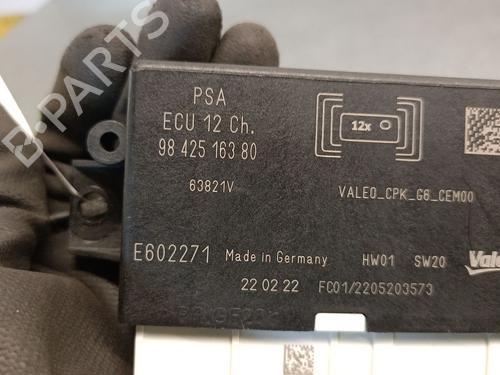 B-PARTS
PSA
ECU 12 Ch.
98 425 163 80
63821V
12x
VALEO_CPK_G6_CEM00
E602271 Made in Germany HW01 SW20 Valeo
22 02 22 FC01/2205203573